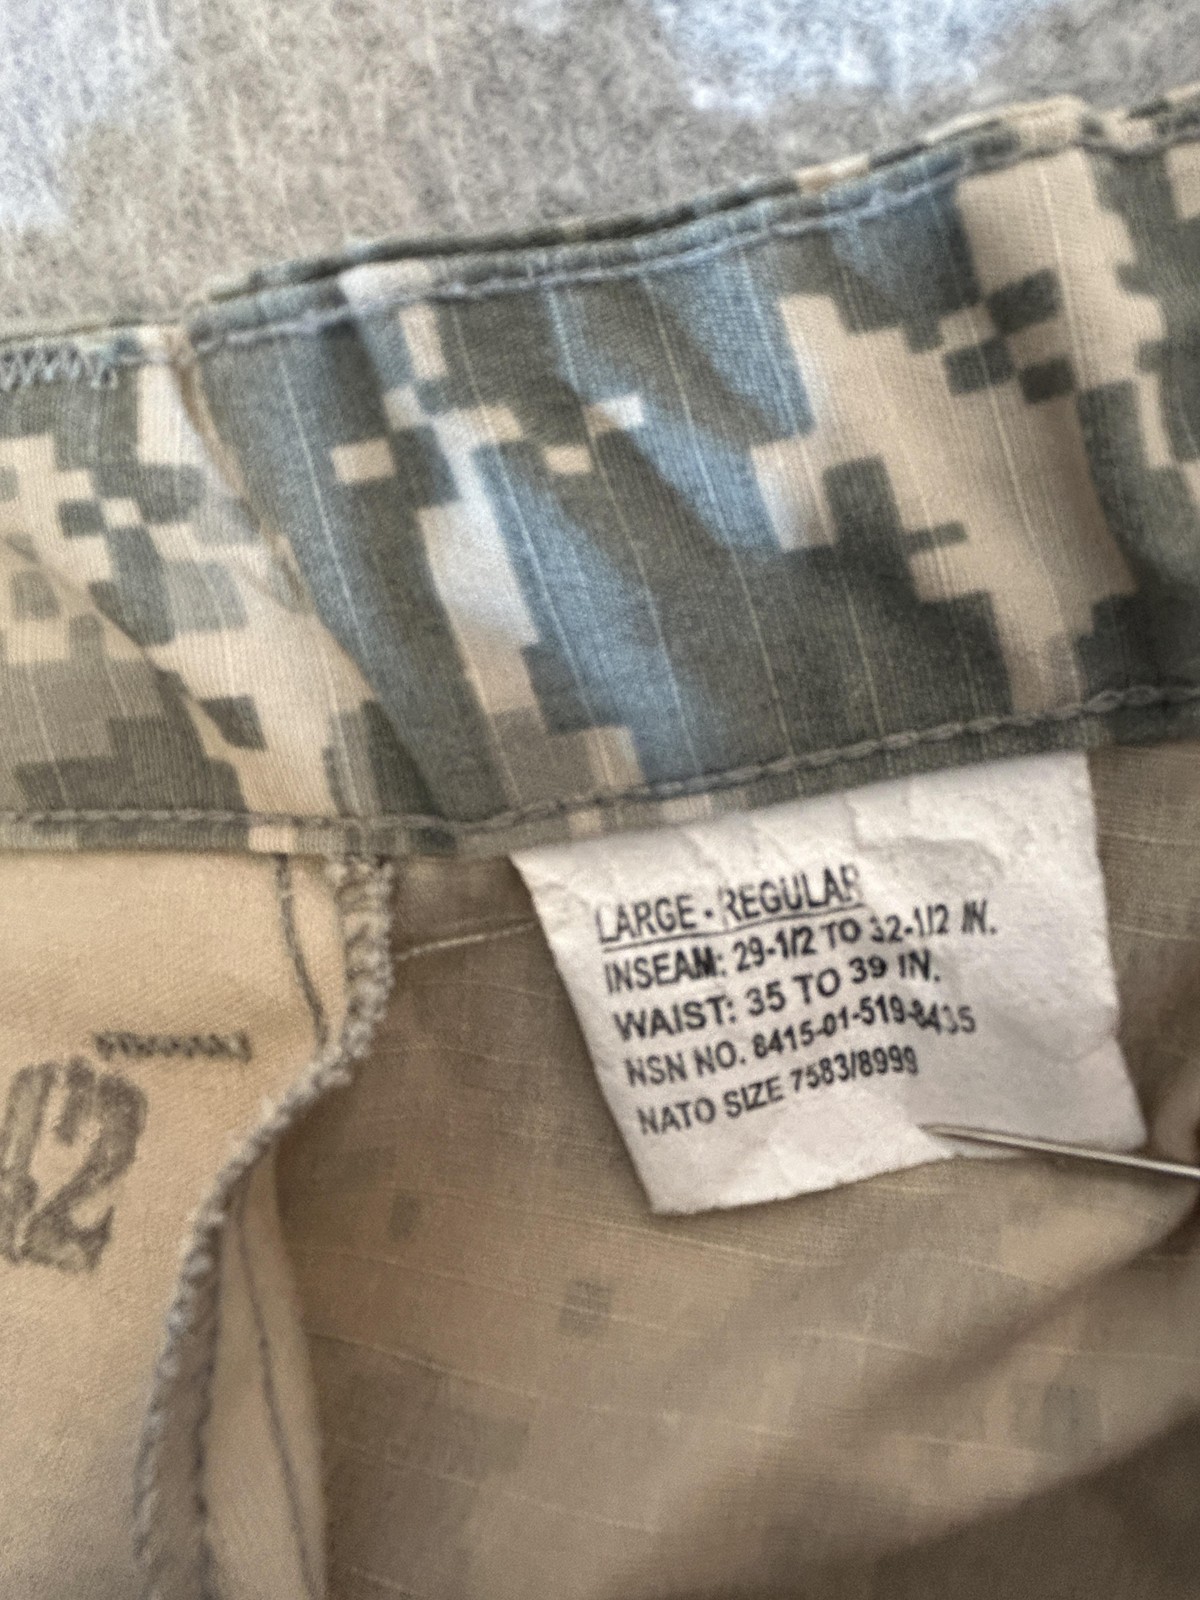 LARGE - REGULAR
INSEAM: 29-1/2 TO 32-1/2 IN.
WAIST: 35 TO 39 IN.
NSN NO. 8415-01-519-8435
NATO SIZE 7583/8999